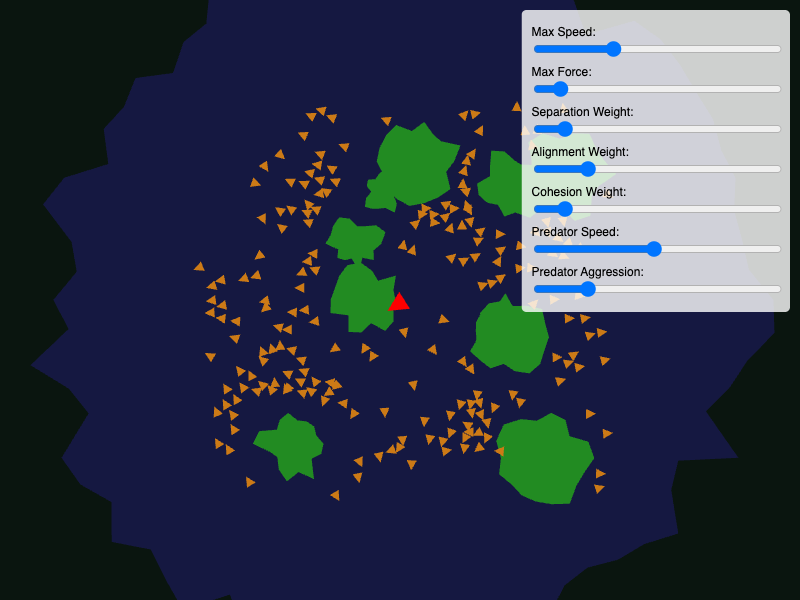 Max Speed:
Max Force:
Separation Weight:
Alignment Weight:
Cohesion Weight:
Predator Speed:
Predator Aggression: